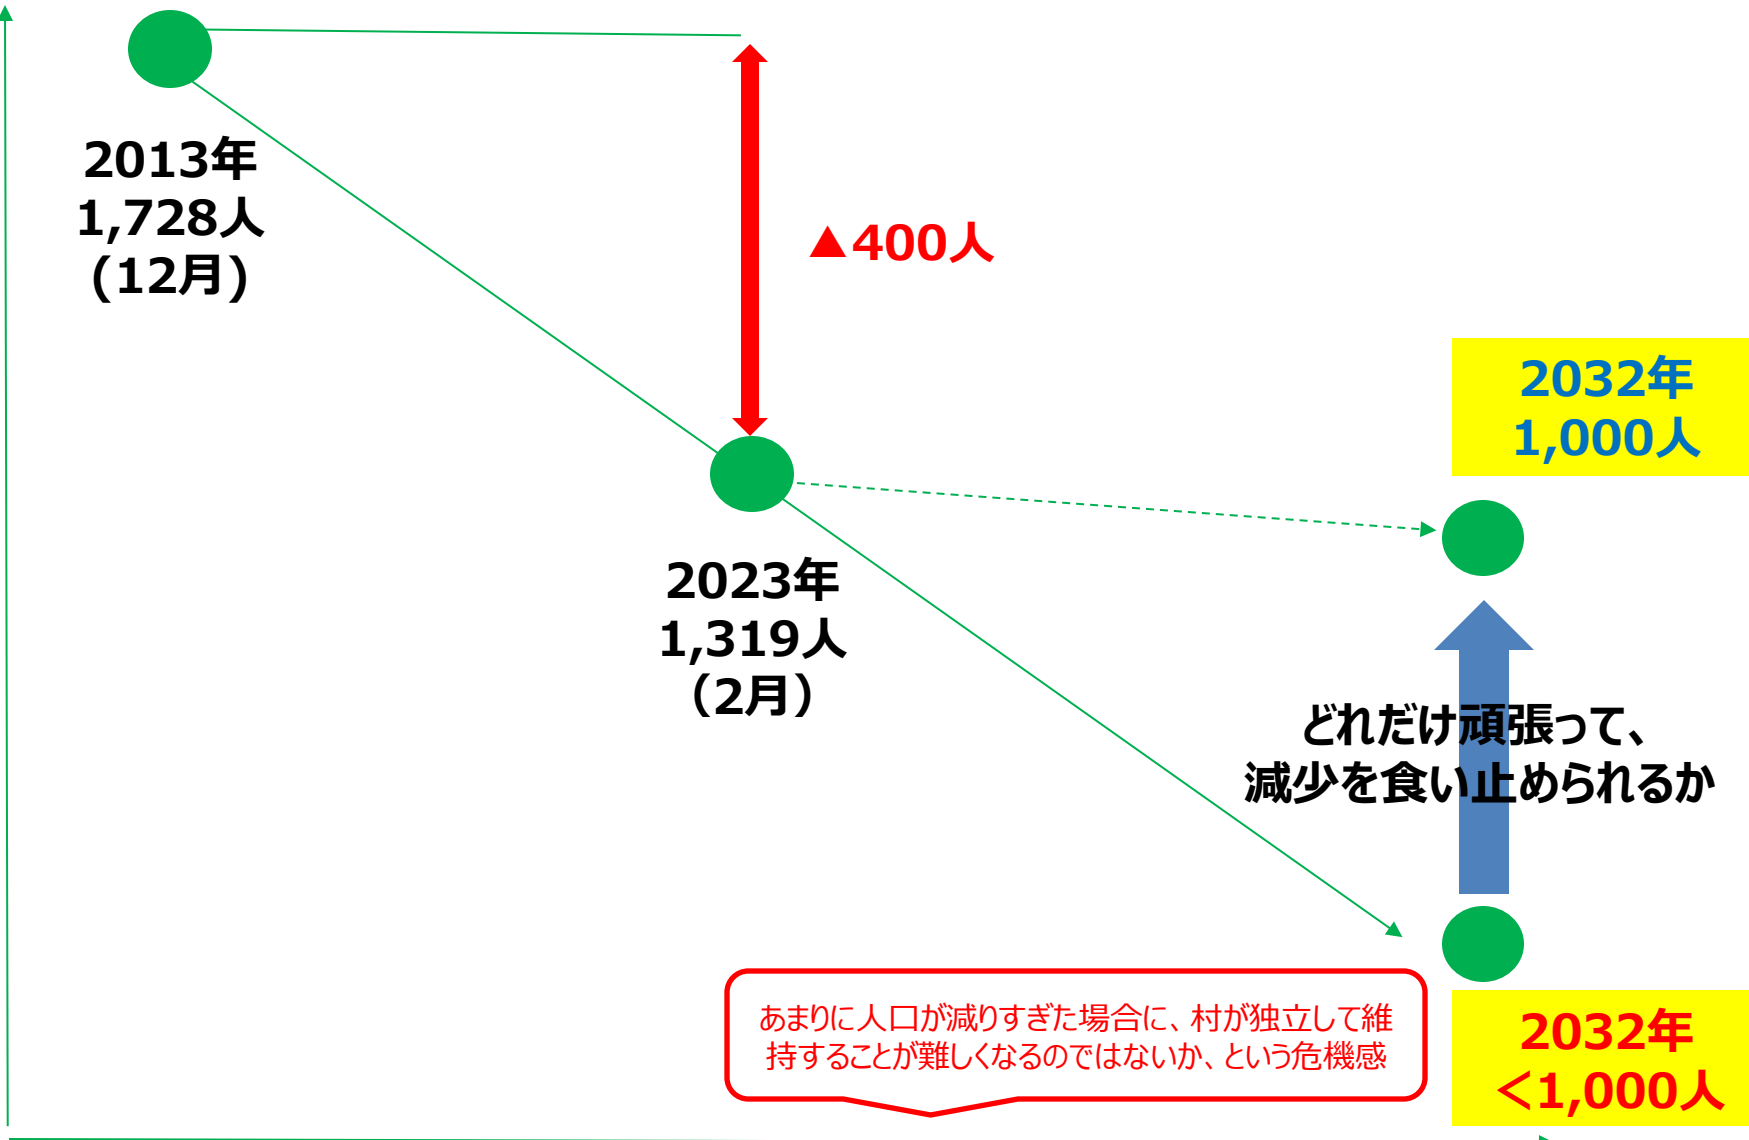 2013年
1,728人
(12月)
▲400人
2032年
1,000人
2023年
1,319人
（2月）
どれだけ頑張って、
減少を食い止められるか
あまりに人口が減りすぎた場合に、村が独立して維
持することが難しくなるのではないか、という危機感
2032年
＜1,000人